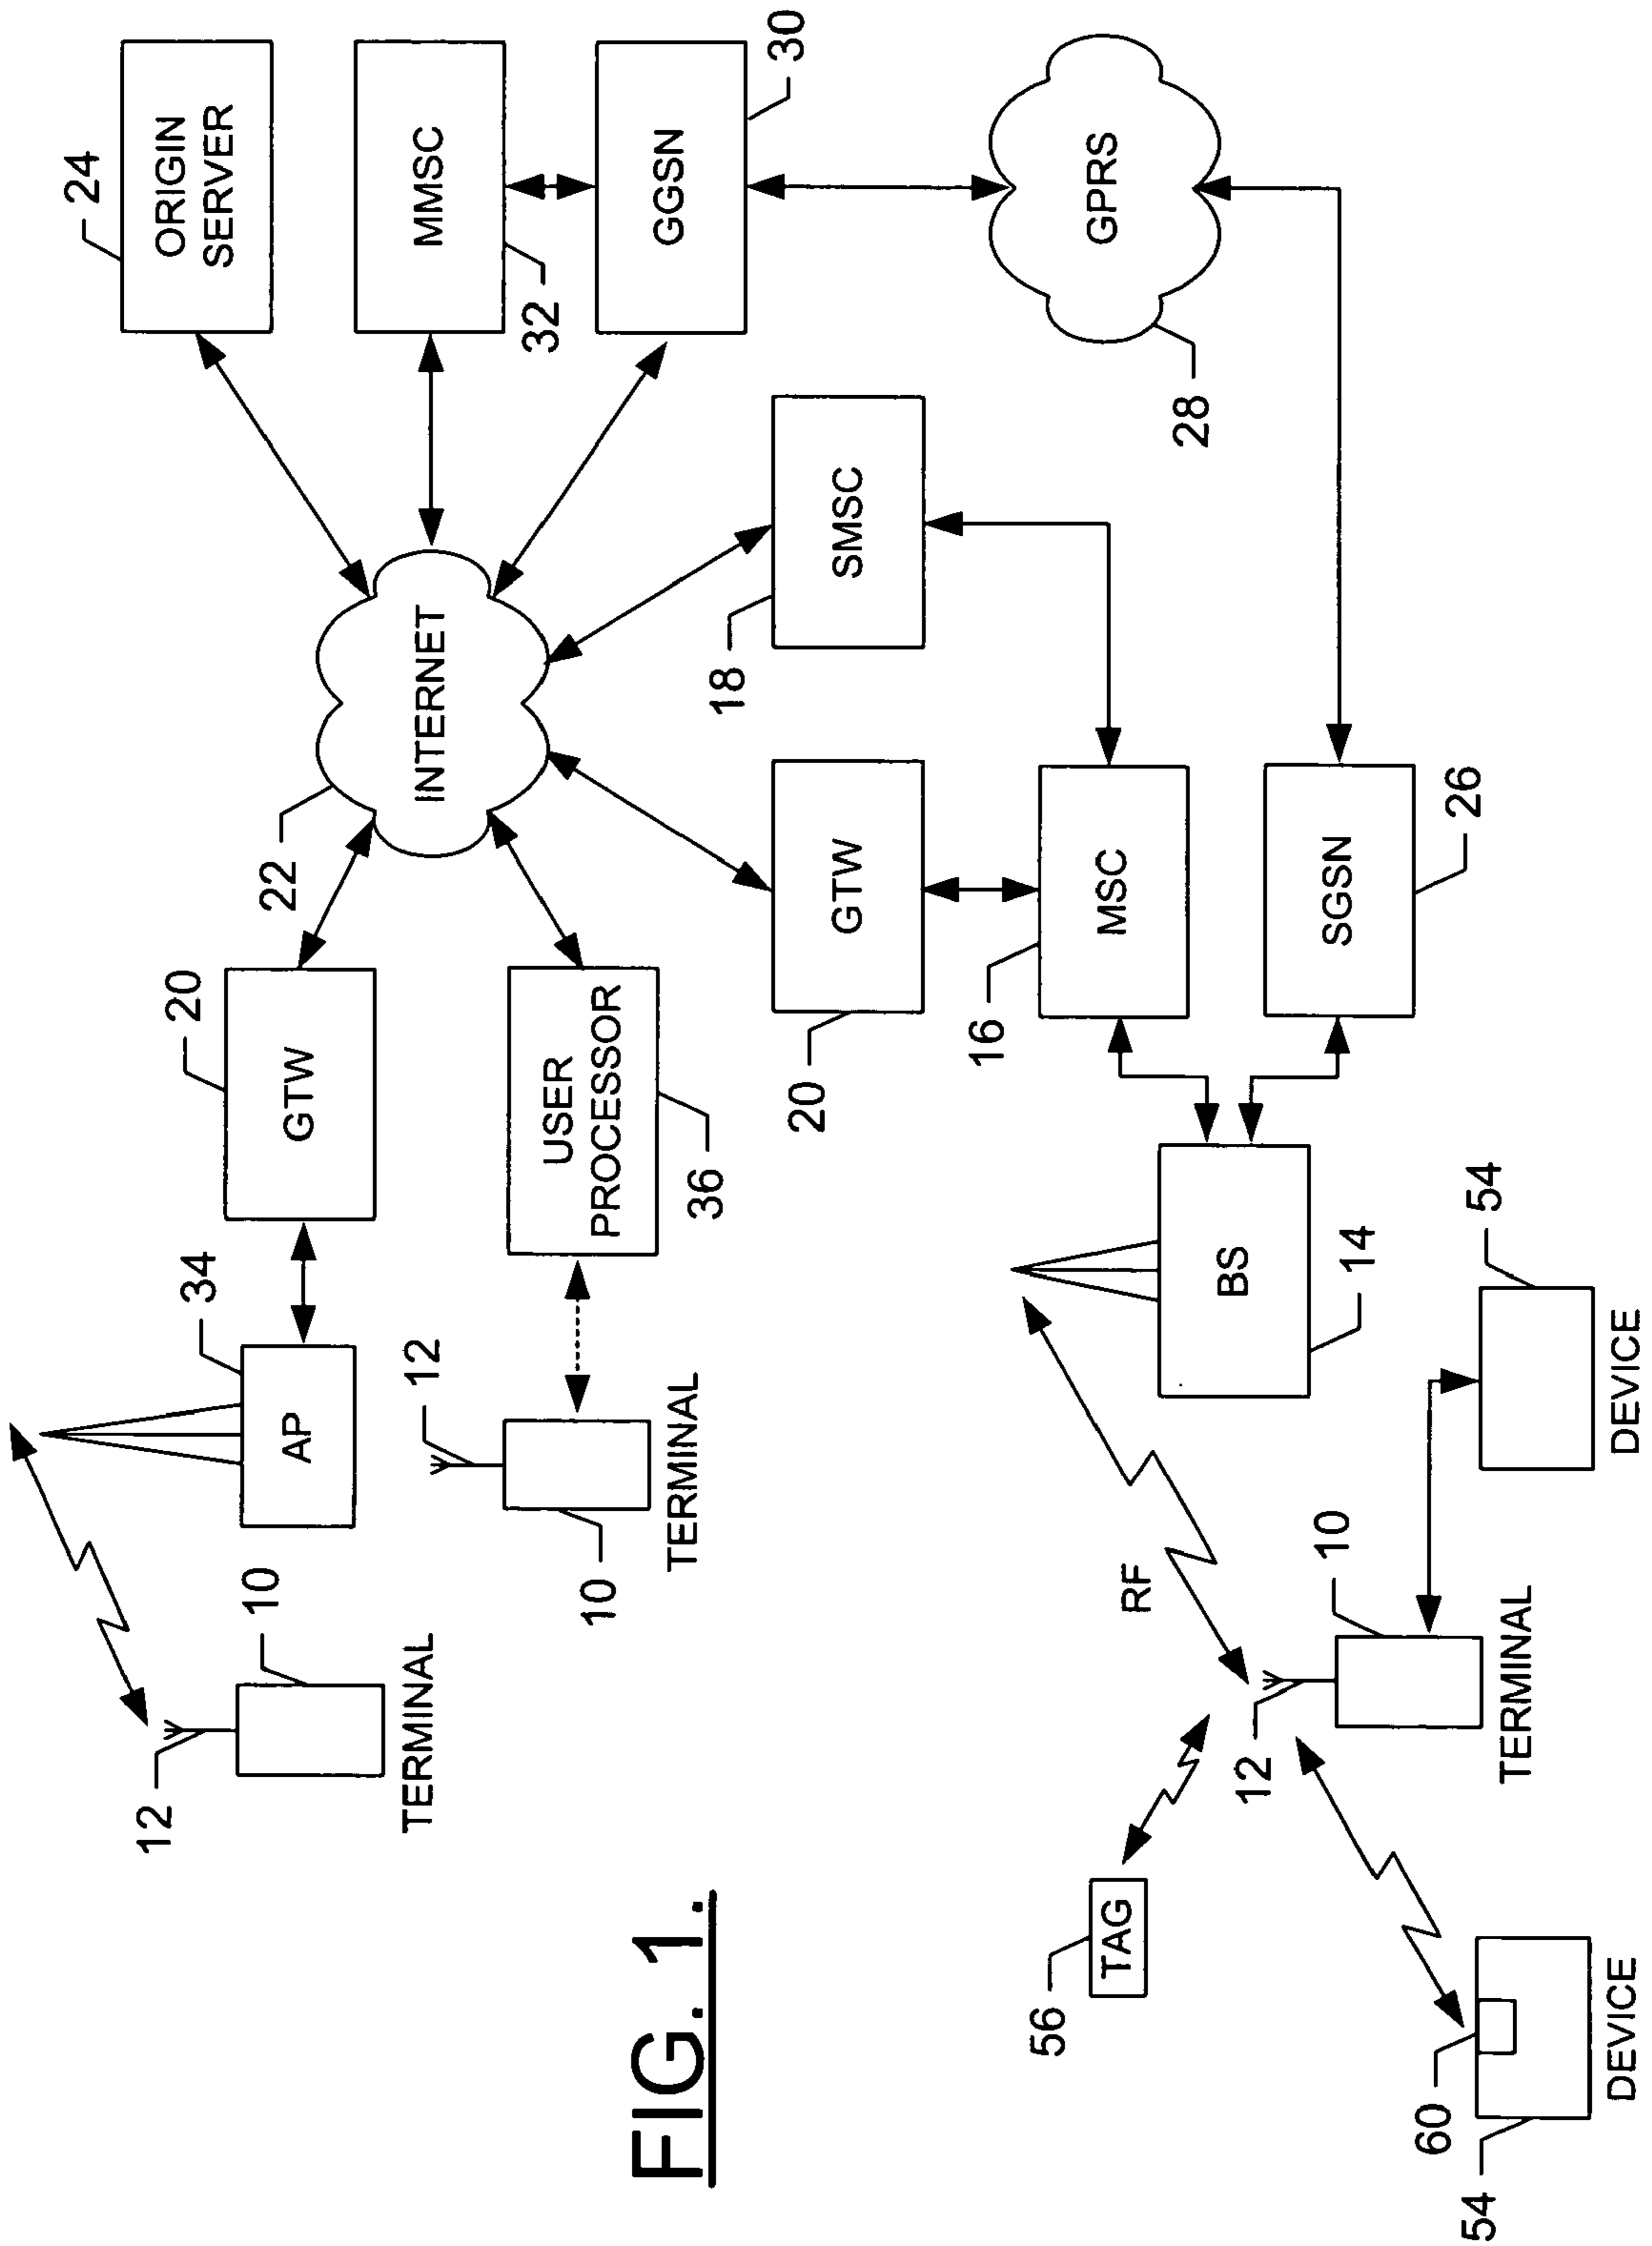 24
ORIGIN
SERVER
12
10
TERMINAL
34
AP
20
GTW
22
INTERNET
MMSC
32
12
10
TERMINAL
USER
PROCESSOR
36
GGSN
30
FIG. 1.
18
SMSC
20
GTW
16
MSC
GPRS
28
56
TAG
RF
BS
14
SGSN
26
12
10
TERMINAL
54
DEVICE
60
54
DEVICE